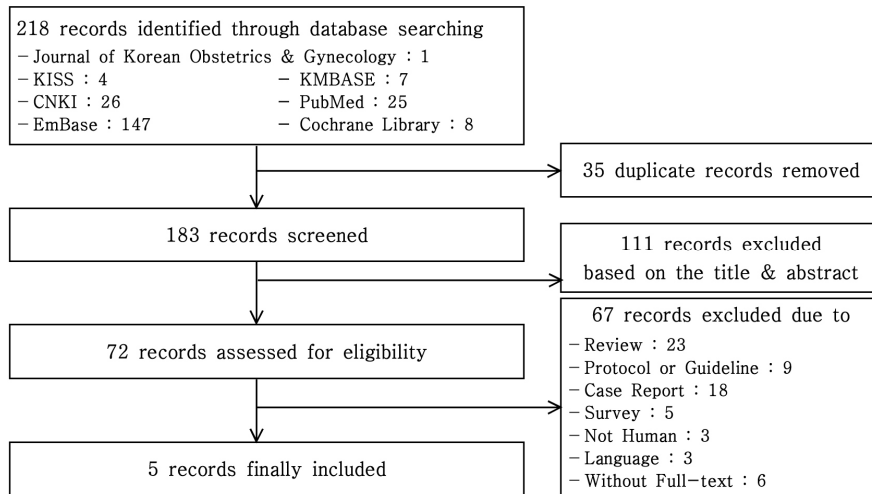 218 records identified through database searching
− Journal of Korean Obstetrics & Gynecology : 1
− KISS : 4 − KMBASE : 7
− CNKI : 26 − PubMed : 25
− EmBase : 147 − Cochrane Library : 8
35 duplicate records removed
183 records screened
111 records excluded
based on the title & abstract
72 records assessed for eligibility
67 records excluded due to
− Review : 23
− Protocol or Guideline : 9
− Case Report : 18
− Survey : 5
− Not Human : 3
− Language : 3
− Without Full-text : 6
5 records finally included